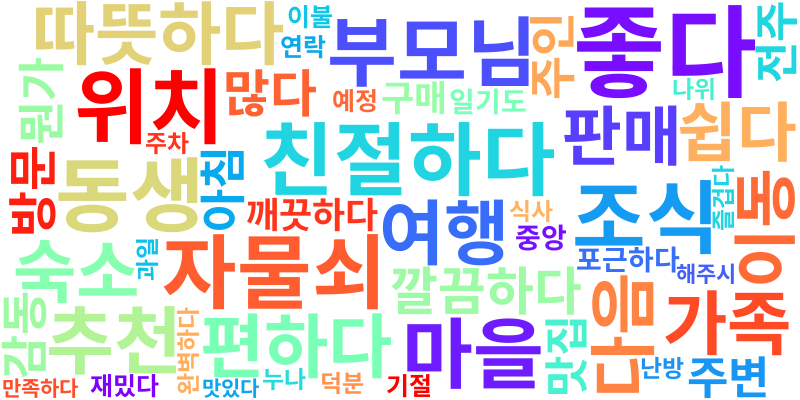 따뜻하다
이불
연락
부모님
주인
좋다
전주
뭔가
위치
많다
예정
구매
일기도
나위
주차
친절하다
판매
쉽다
방문
동생
아침
깨끗하다
여행
식사
중앙
조식
즐겁다
이동
숙소
과일
자물쇠
포근하다
해주시
깔끔하다
감동
추천
완벽하다
편하다
마을
맛집
다음
가족
만족하다
재밌다
맛있다
누나
덕분
기절
난방
주변